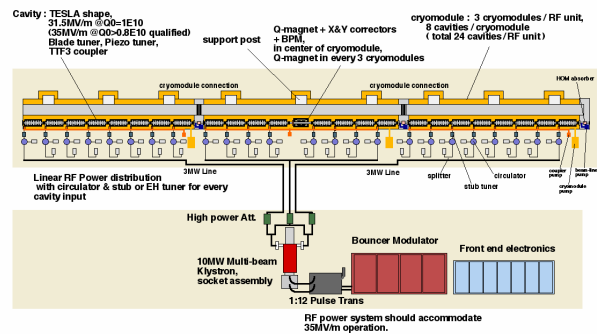 Cavity : TESLA shape,
31.5MV/m @Q0=1E10
(35MV/m @Q0>0.8E10 qualified)
Blade tuner, Piezo tuner,
TTF3 coupler
support post
Q-magnet + X&Y correctors
+ BPM,
in center of cryomodule,
Q-magnet in every 3 cryomodules
cryomodule : 3 cryomodules / RF unit,
8 cavities / cryomodule
( total 24 cavities / RF unit )
HOM absorber
cryomodule connection
cryomodule connection
3MW Line
3MW Line
Linear RF Power distribution
with circulator & stub or EH tuner for every
cavity input
splitter
stub tuner
circulator
coupler
pump
cryomodule
pump
beam-line
pump
High power Att.
10MW Multi-beam
Klystron,
socket assembly
1:12 Pulse Trans
Bouncer Modulator
Front end electronics
RF power system should accommodate
35MV/m operation.